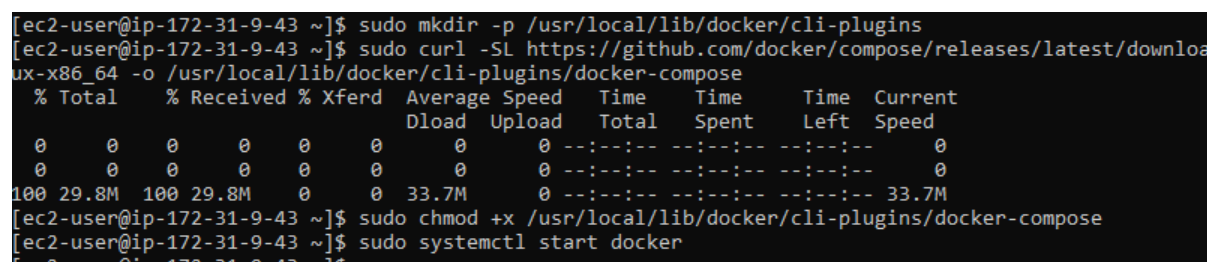 [ec2-user@ip-172-31-9-43 ~]$ sudo mkdir -p /usr/local/lib/docker/cli-plugins
[ec2-user@ip-172-31-9-43 ~]$ sudo curl -SL https://github.com/docker/compose/releases/latest/downloa
ux-x86_64 -o /usr/local/lib/docker/cli-plugins/docker-compose
% Total % Received % Xferd Average Speed Time Time Time Current
Dload Upload Total Spent Left Speed
0 0 0 0 0 0 0 0 --:--:-- --:--:-- --:--:-- 0
0 0 0 0 0 0 0 0 --:--:-- --:--:-- --:--:-- 0
100 29.8M 100 29.8M 0 0 33.7M 0 --:--:-- --:--:-- --:--:-- 33.7M
[ec2-user@ip-172-31-9-43 ~]$ sudo chmod +x /usr/local/lib/docker/cli-plugins/docker-compose
[ec2-user@ip-172-31-9-43 ~]$ sudo systemctl start docker